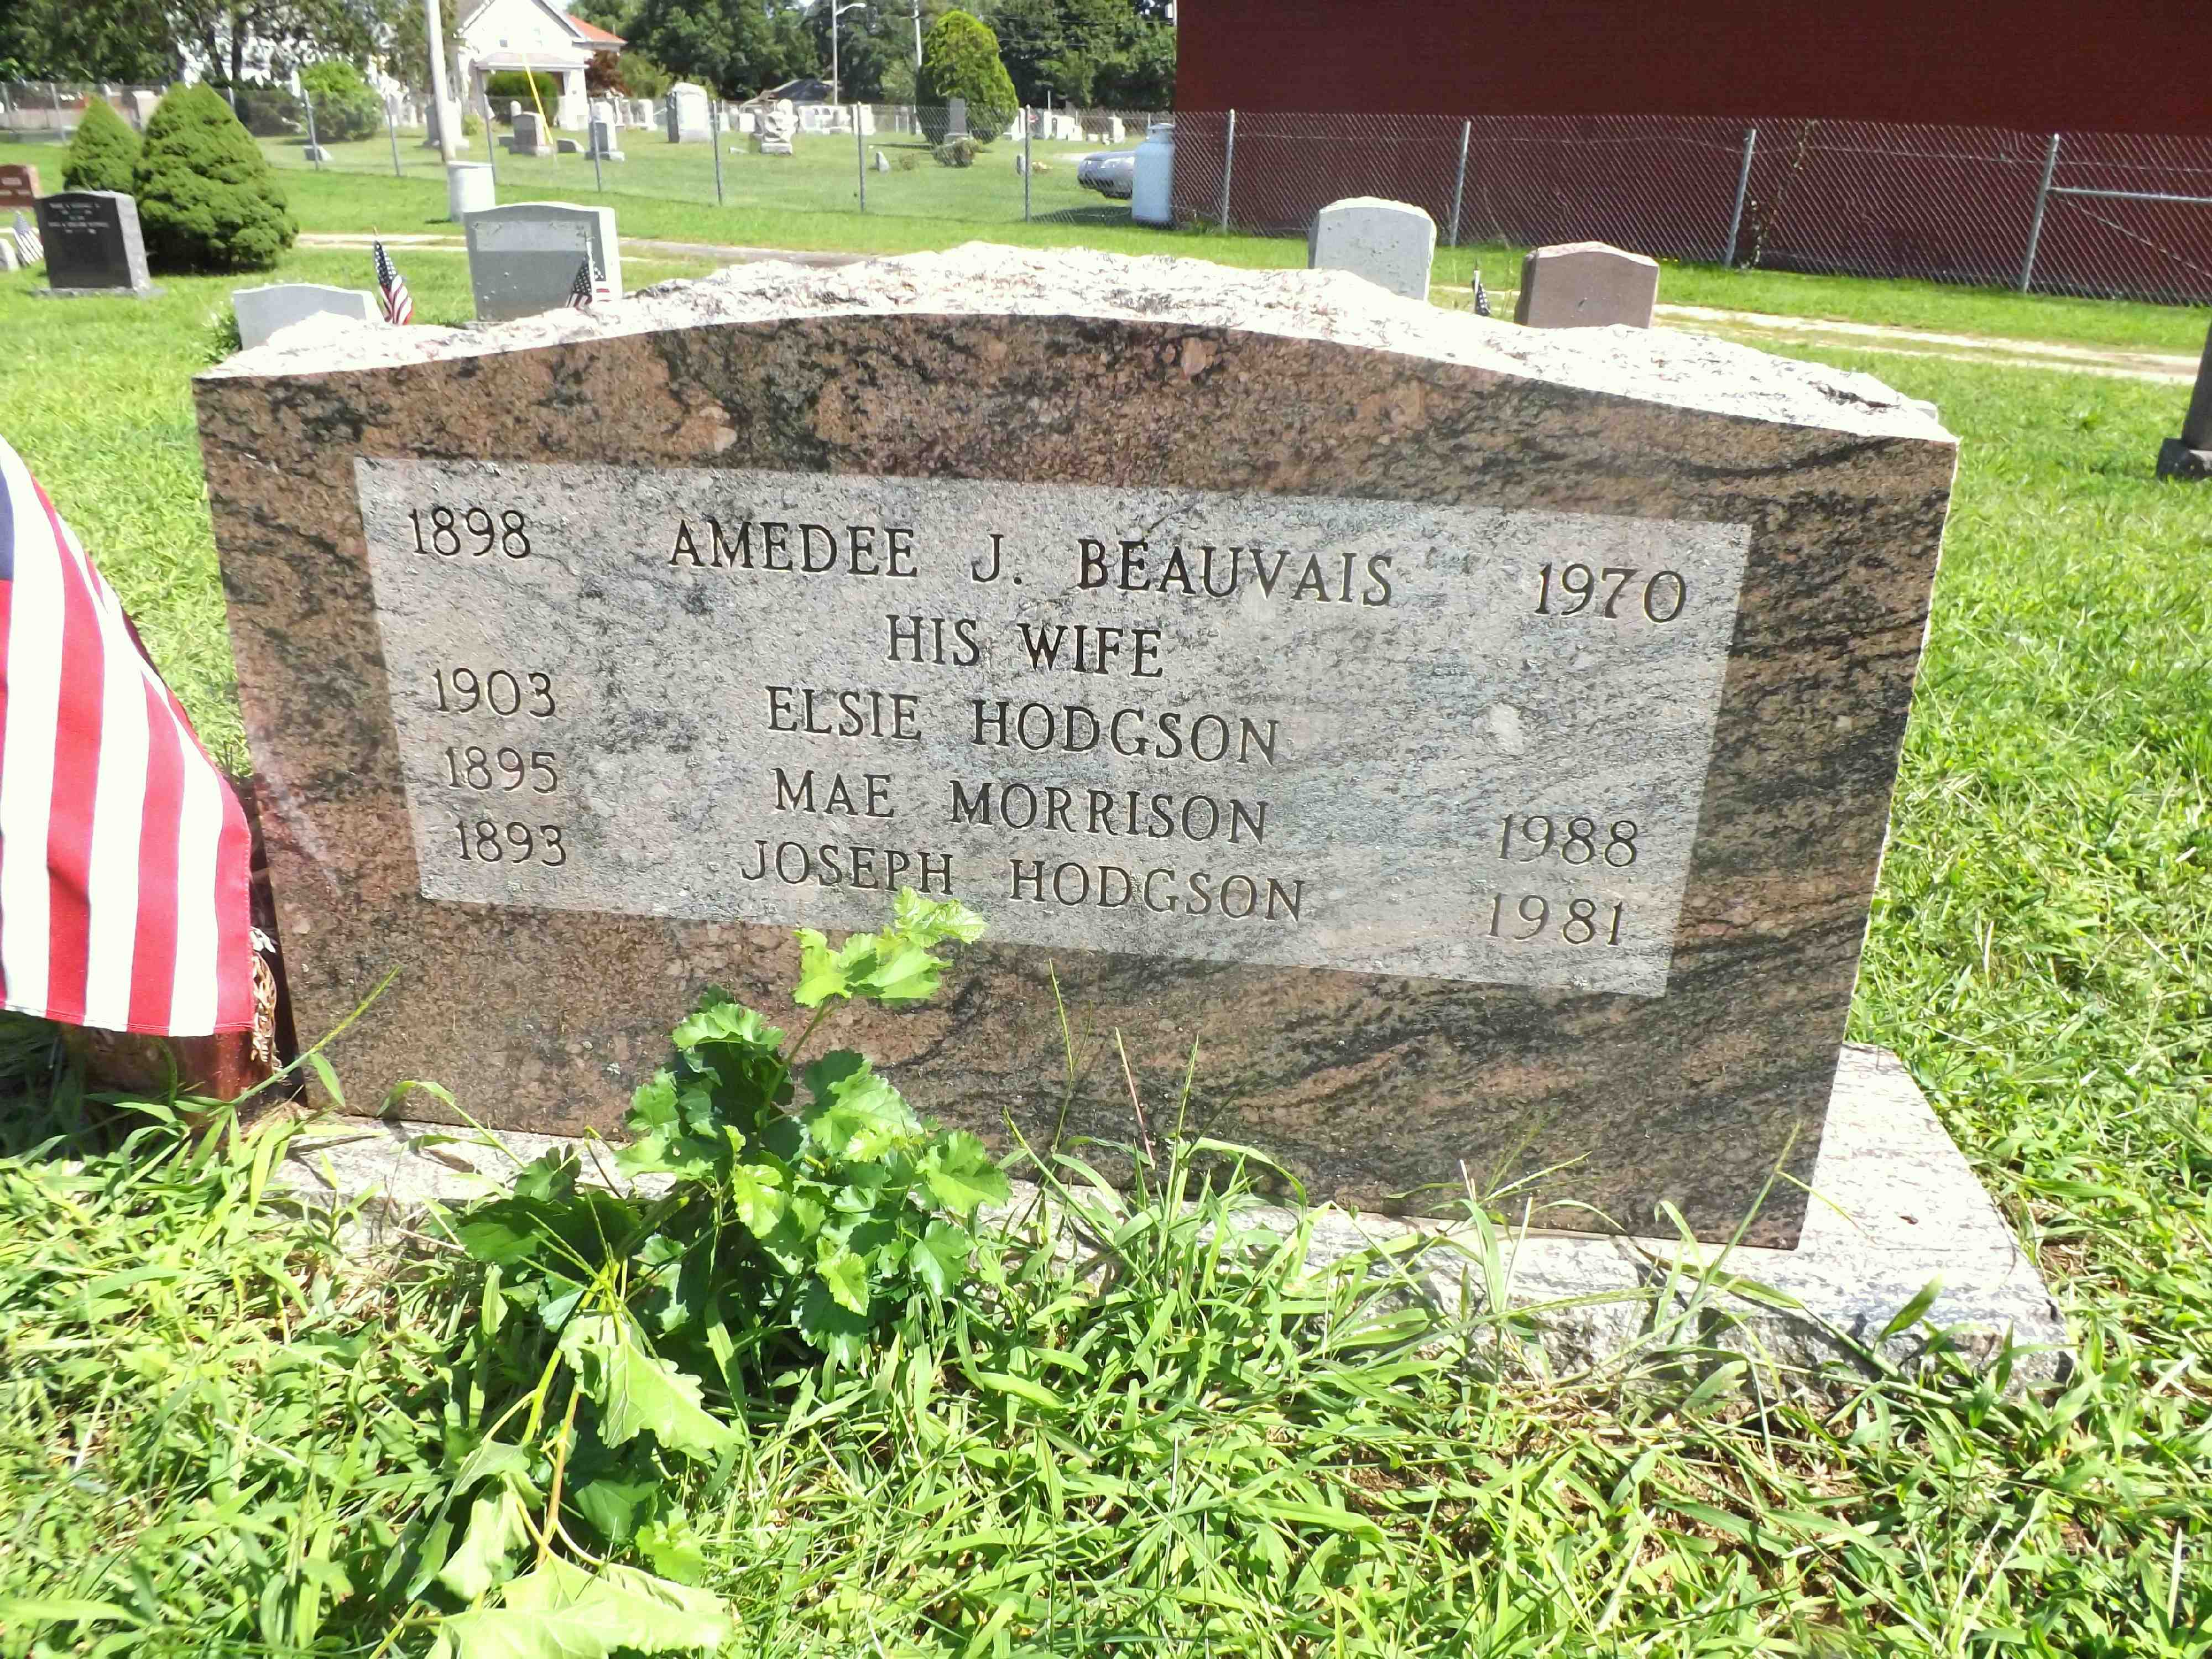 1898 AMEDEE J. BEAUVAIS 1970
HIS WIFE
1903 ELSIE HODGSON
1895 MAE MORRISON 1988
1893 JOSEPH HODGSON 1981